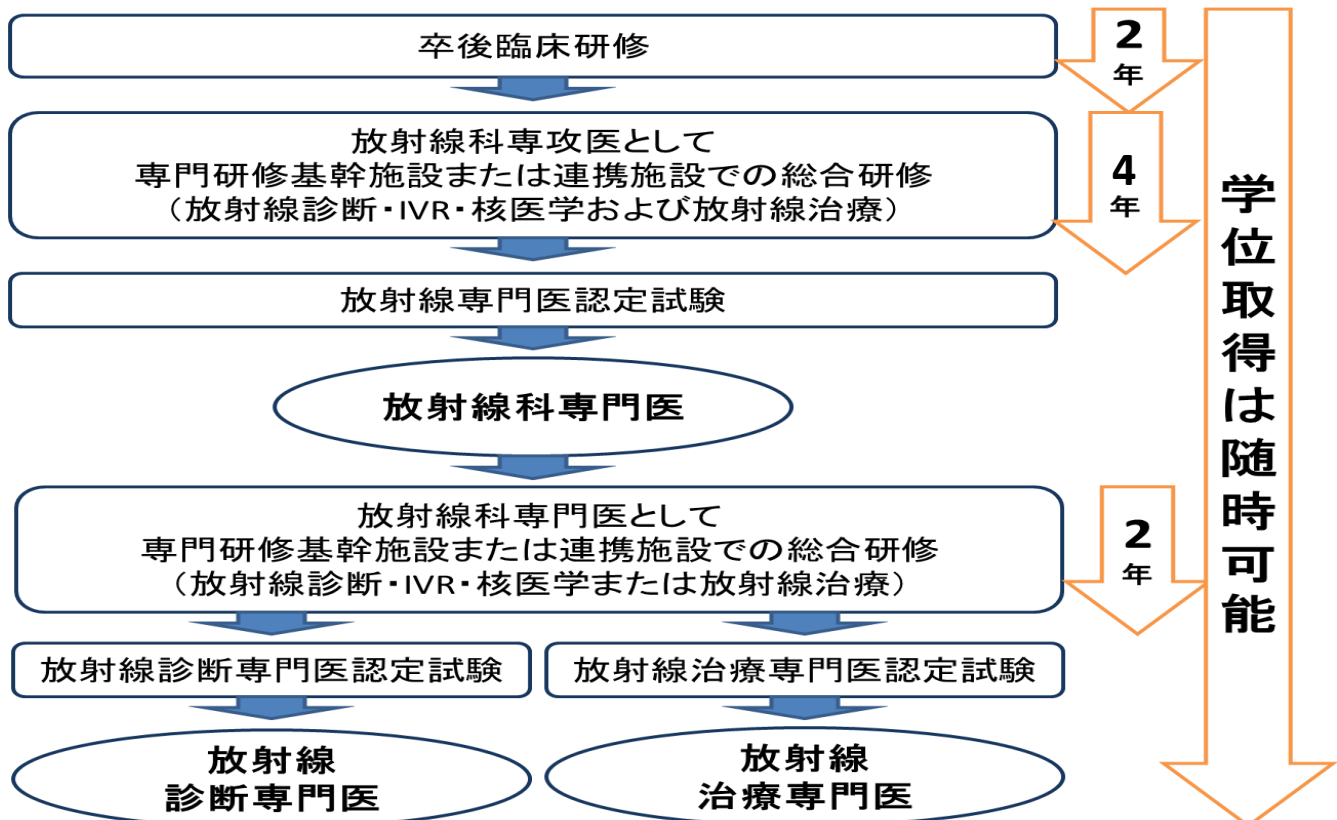 卒後臨床研修
2
年
放射線科専攻医として
専門研修基幹施設または連携施設での総合研修
（放射線診断・IVR・核医学および放射線治療）
4
年
放射線専門医認定試験
放射線科専門医
放射線科専門医として
専門研修基幹施設または連携施設での総合研修
（放射線診断・IVR・核医学または放射線治療）
2
年
放射線診断専門医認定試験
放射線治療専門医認定試験
放射線
診断専門医
放射線
治療専門医
学位取得は随時可能